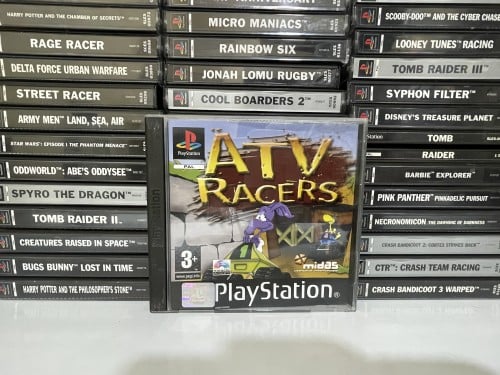 HARRY POTTER AND THE CHAMBER OF SECRETS
RAGE RACER
DELTA FORCE URBAN WARFARE
STREET RACER
ARMY MEN: LAND, SEA, AIR
STAR WARS: EPISODE I THE PHANTOM MENACE
ODDWORLD: ABE'S ODDYSEE
SPYRO THE DRAGON
TOMB RAIDER II
CREATURES RAISED IN SPACE
BUGS BUNNY LOST IN TIME
HARRY POTTER AND THE PHILOSOPHER'S STONE
MICRO MANIACS
RAINBOW SIX
JONAH LOMU RUGBY
COOL BOARDERS 2
PlayStation
PAL
ATV
RACERS
3+
www.pegi.info
midas
PlayStation
SCOOBY-DOO AND THE CYBER CHASE
LOONEY TUNES RACING
TOMB RAIDER III
SYPHON FILTER
DISNEY'S TREASURE PLANET
TOMB
RAIDER
BARBIE EXPLORER
PINK PANTHER PINKADELIC PURSUIT
NECRONOMICON THE DAWNING OF DARKNESS
CRASH BANDICOOT 2: CORTEX STRIKES BACK
CTR: CRASH TEAM RACING
CRASH BANDICOOT 3 WARPED